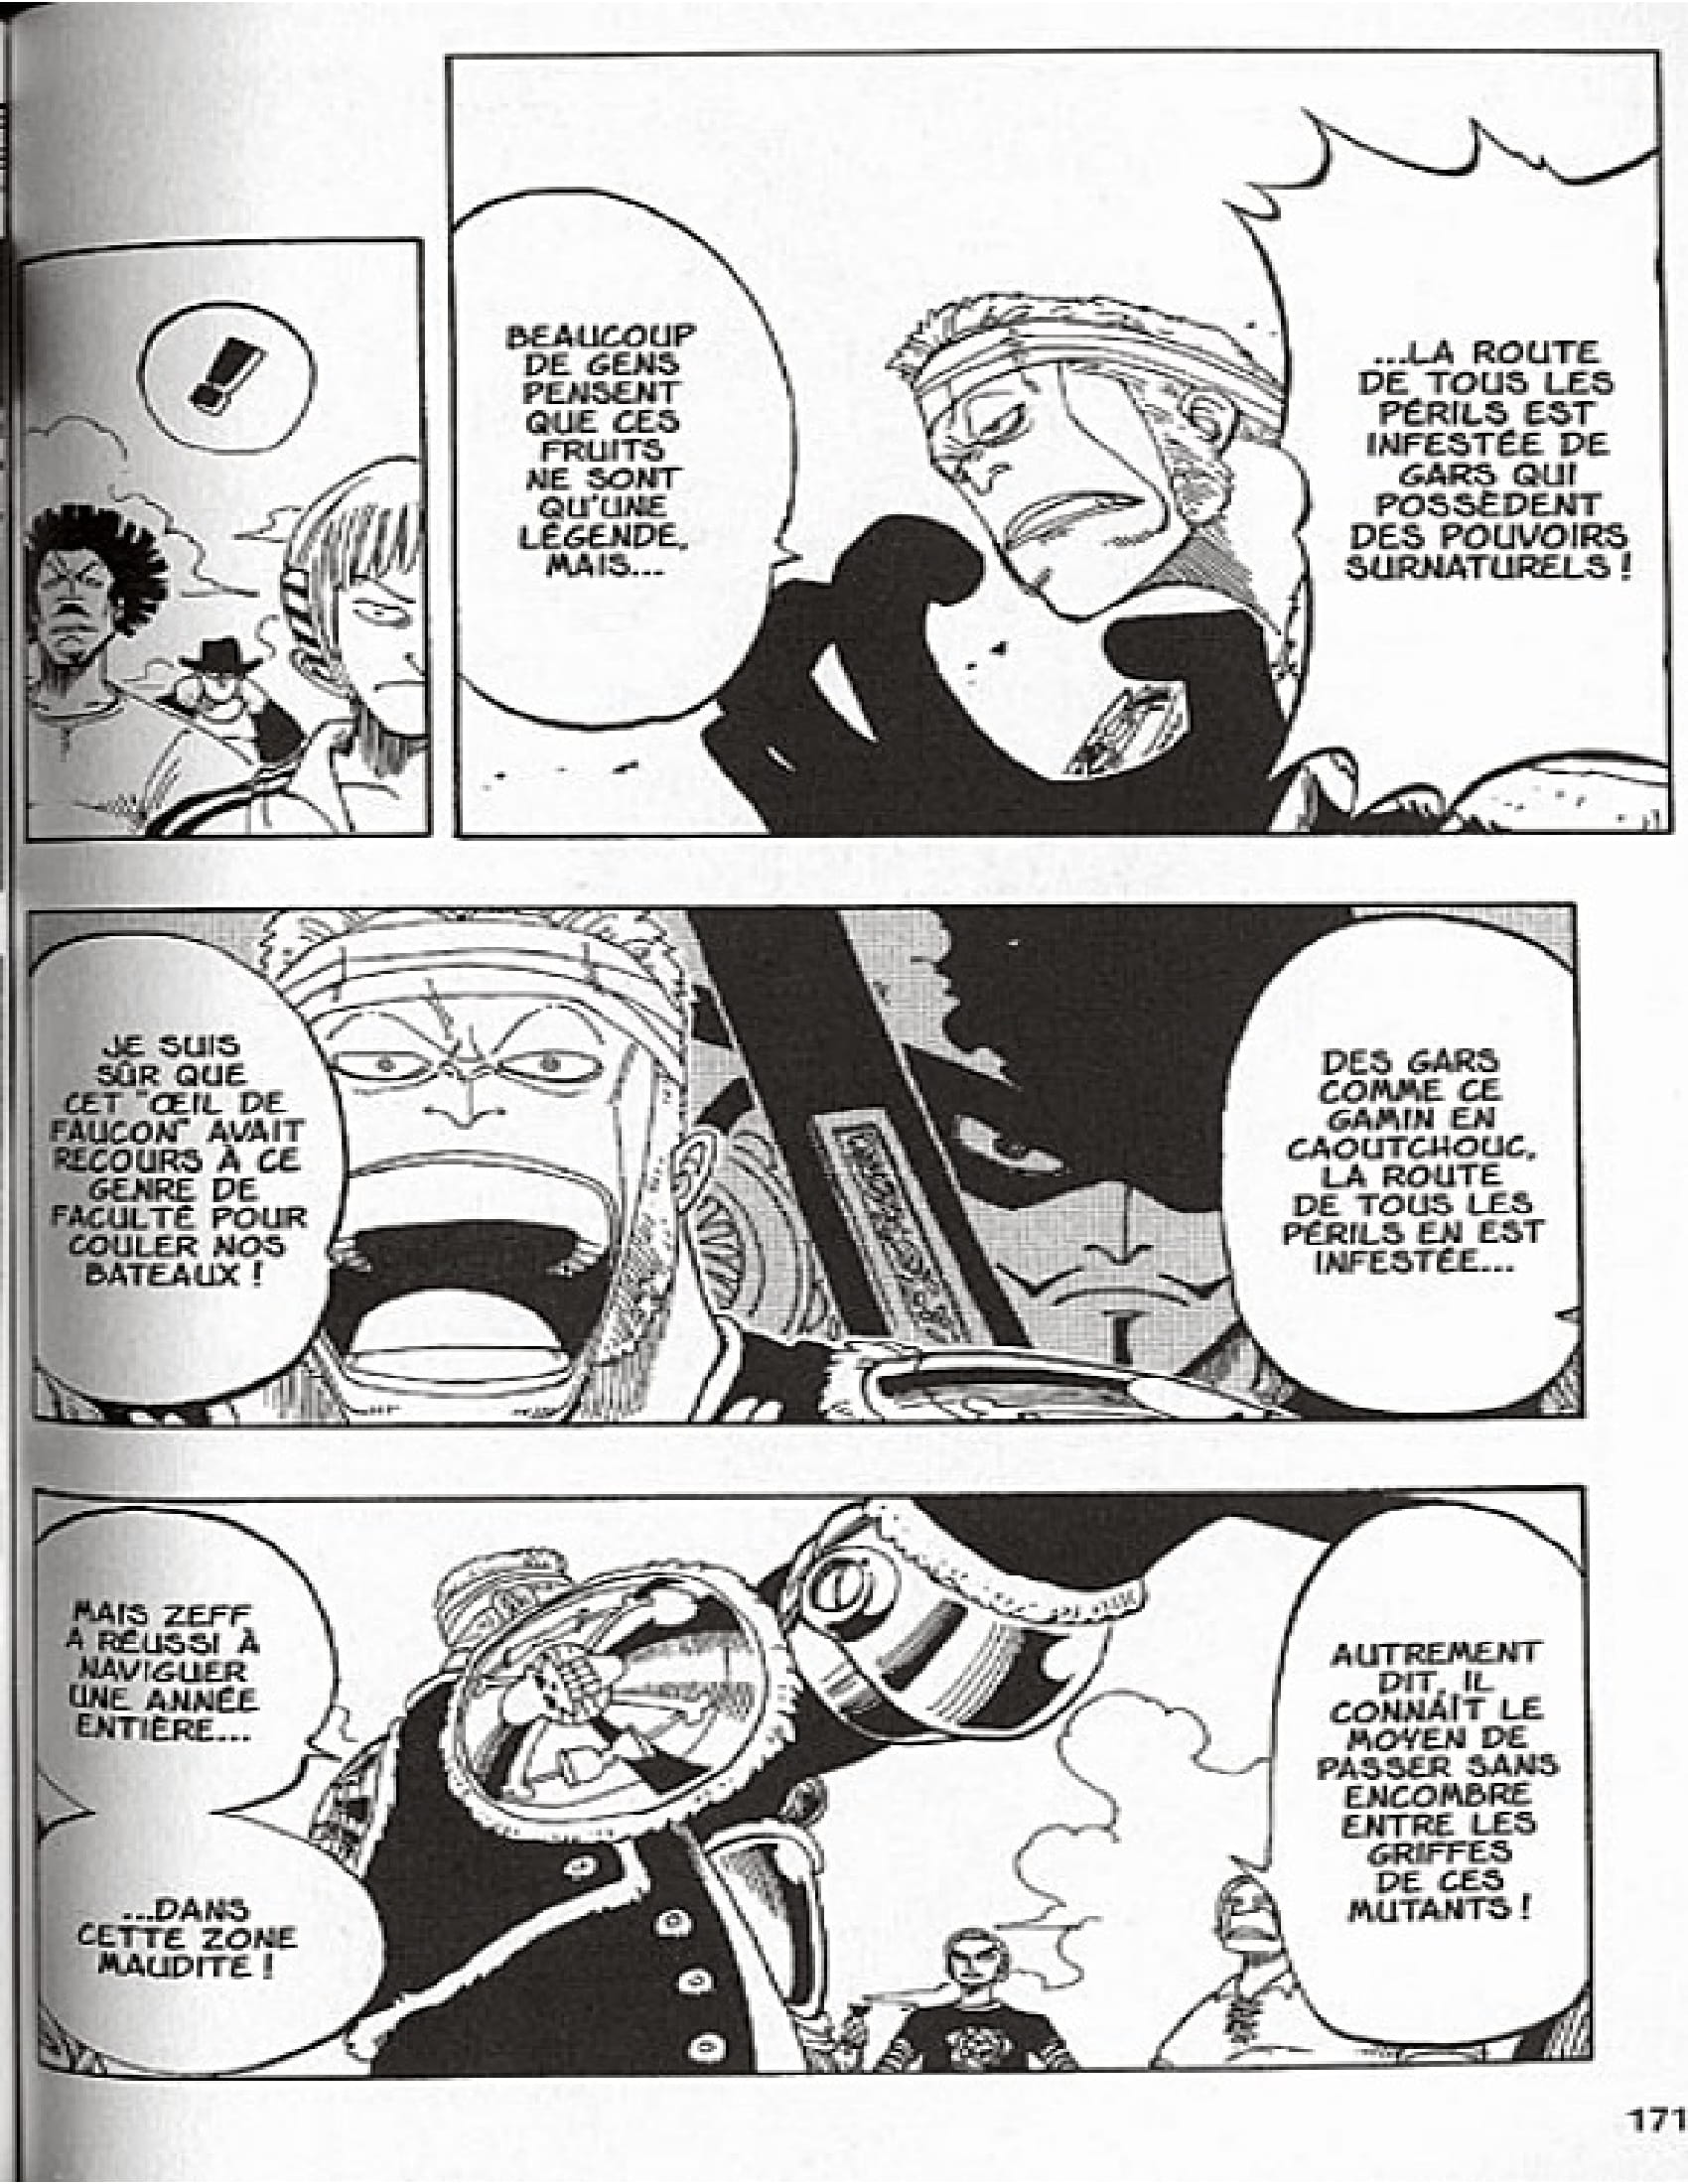 ...LA ROUTE
DE TOUS LES
PÉRILS EST
INFESTÉE DE
GARS QUI
POSSÈDENT
DES POUVOIRS
SURNATURELS !
BEAUCOUP
DE GENS
PENSENT
QUE CES
FRUITS
NE SONT
QU'UNE
LÉGENDE,
MAIS...
!
DES GARS
COMME CE
GAMIN EN
CAOUTCHOUC,
LA ROUTE
DE TOUS LES
PÉRILS EN EST
INFESTÉE...
JE SUIS
SÛR QUE
CET "ŒIL DE
FAUCON" AVAIT
RECOURS À CE
GENRE DE
FACULTÉ POUR
COULER NOS
BATEAUX !
AUTREMENT
DIT, IL
CONNAÎT LE
MOYEN DE
PASSER SANS
ENCOMBRE
ENTRE LES
GRIFFES
DE CES
MUTANTS !
MAIS ZEFF
A RÉUSSI À
NAVIGUER
UNE ANNÉE
ENTIÈRE...
...DANS
CETTE ZONE
MAUDITE !
171